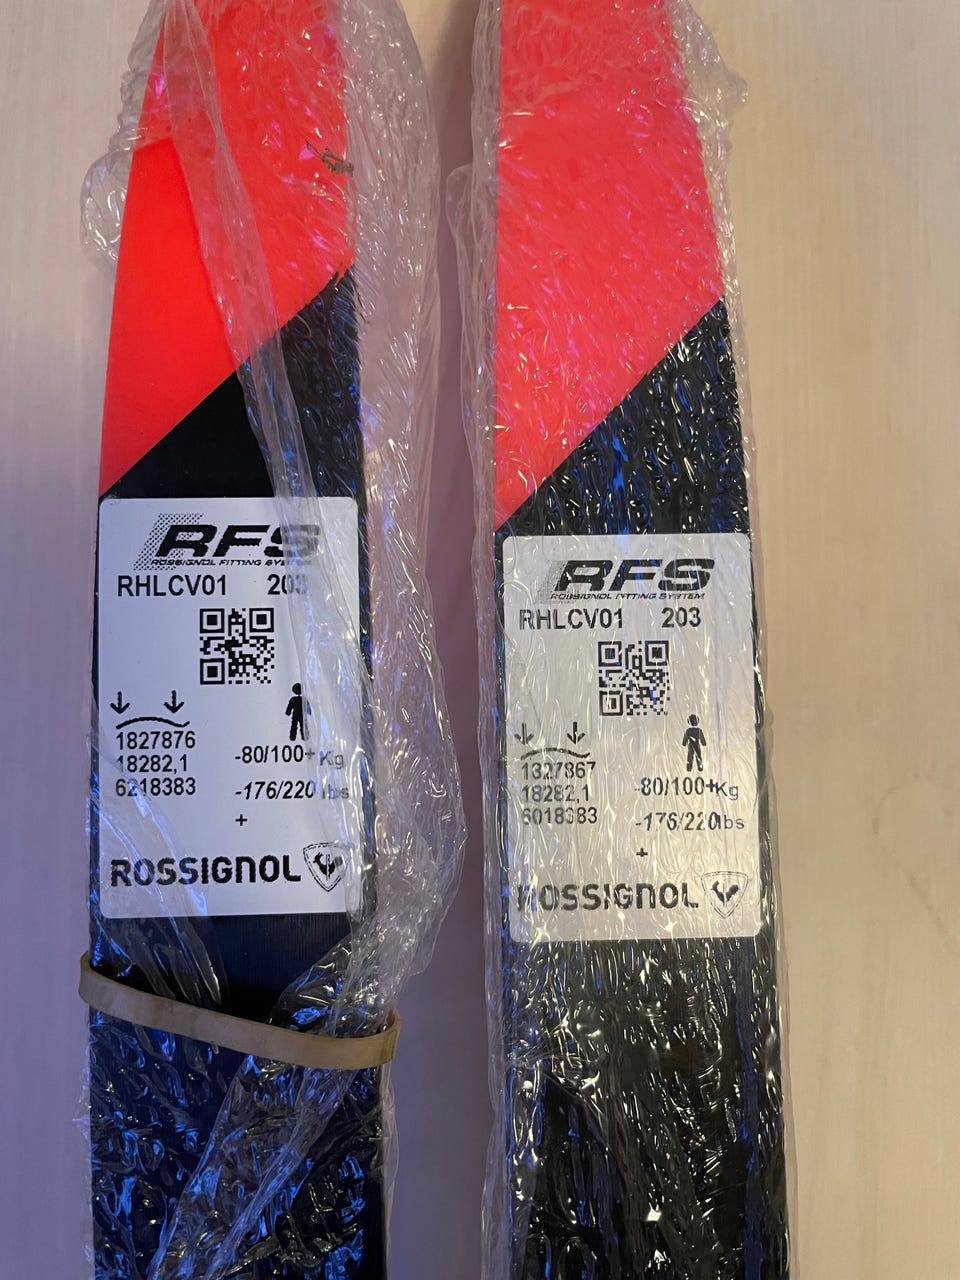 RFS
ROSSIGNOL FITTING SYSTEM
RHLCV01 203
1827876
18282,1
6218383
-80/100+Kg
-176/220 lbs
+
ROSSIGNOL
RFS
ROSSIGNOL FITTING SYSTEM
RHLCV01 203
1827867
18282,1
6018383
-80/100+Kg
-176/220lbs
+
ROSSIGNOL